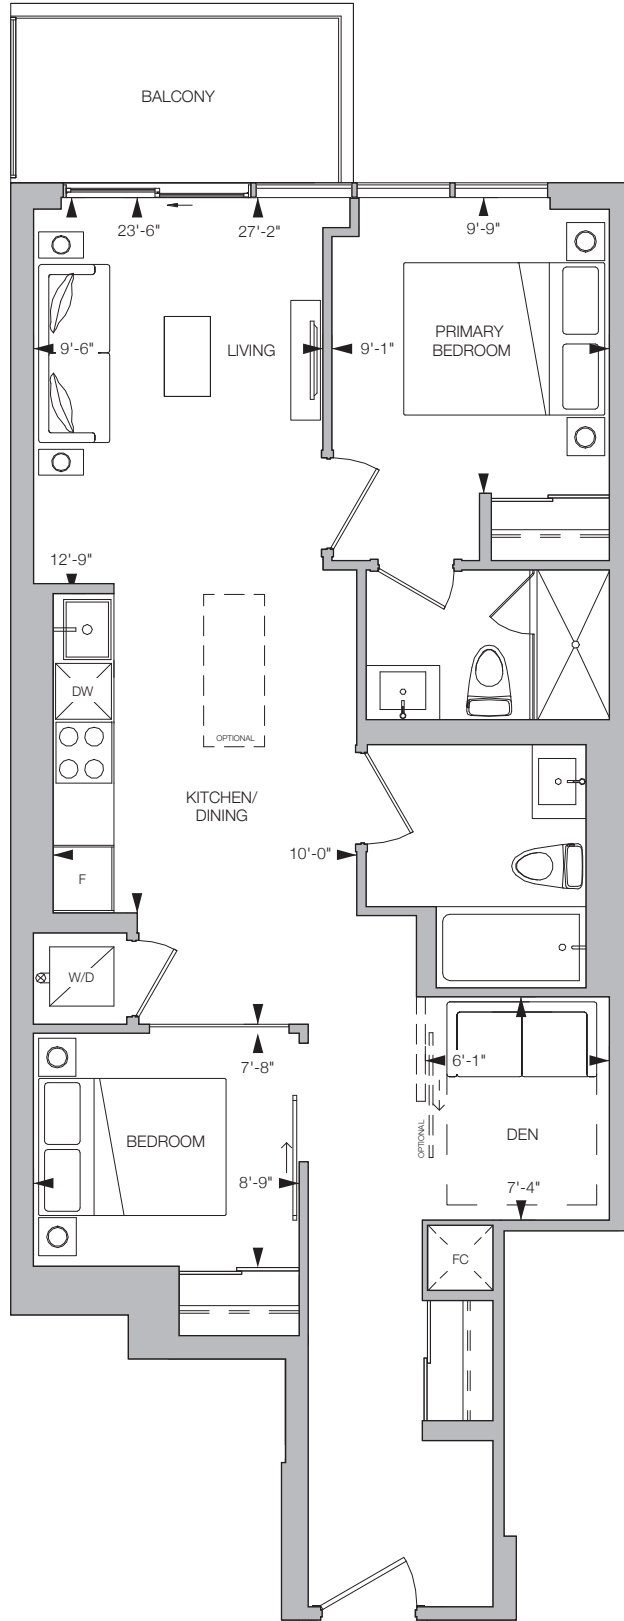 BALCONY
23'-6"
27'-2"
9'-9"
9'-6"
LIVING
9'-1"
PRIMARY
BEDROOM
12'-9"
DW
OPTIONAL
KITCHEN/
DINING
10'-0"
F
W/D
7'-8"
6'-1"
BEDROOM
OPTIONAL
DEN
8'-9"
7'-4"
FC